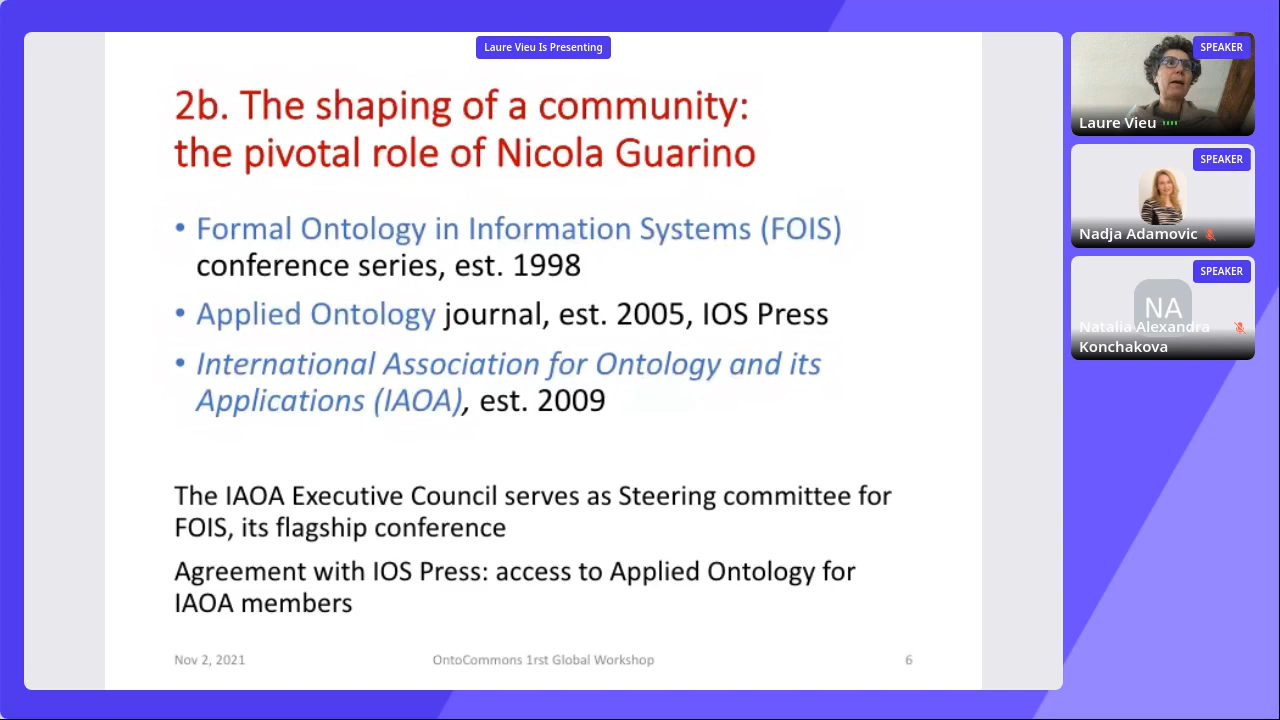 Laure Vieu Is Presenting
2b. The shaping of a community:
the pivotal role of Nicola Guarino
• Formal Ontology in Information Systems (FOIS)
conference series, est. 1998
• Applied Ontology journal, est. 2005, IOS Press
• International Association for Ontology and its
Applications (IAOA), est. 2009
The IAOA Executive Council serves as Steering committee for
FOIS, its flagship conference
Agreement with IOS Press: access to Applied Ontology for
IAOA members
Nov 2, 2021
OntoCommons 1rst Global Workshop
6
SPEAKER
Laure Vieu
SPEAKER
Nadja Adamovic
SPEAKER
NA
Natalia Alexandra
Konchakova